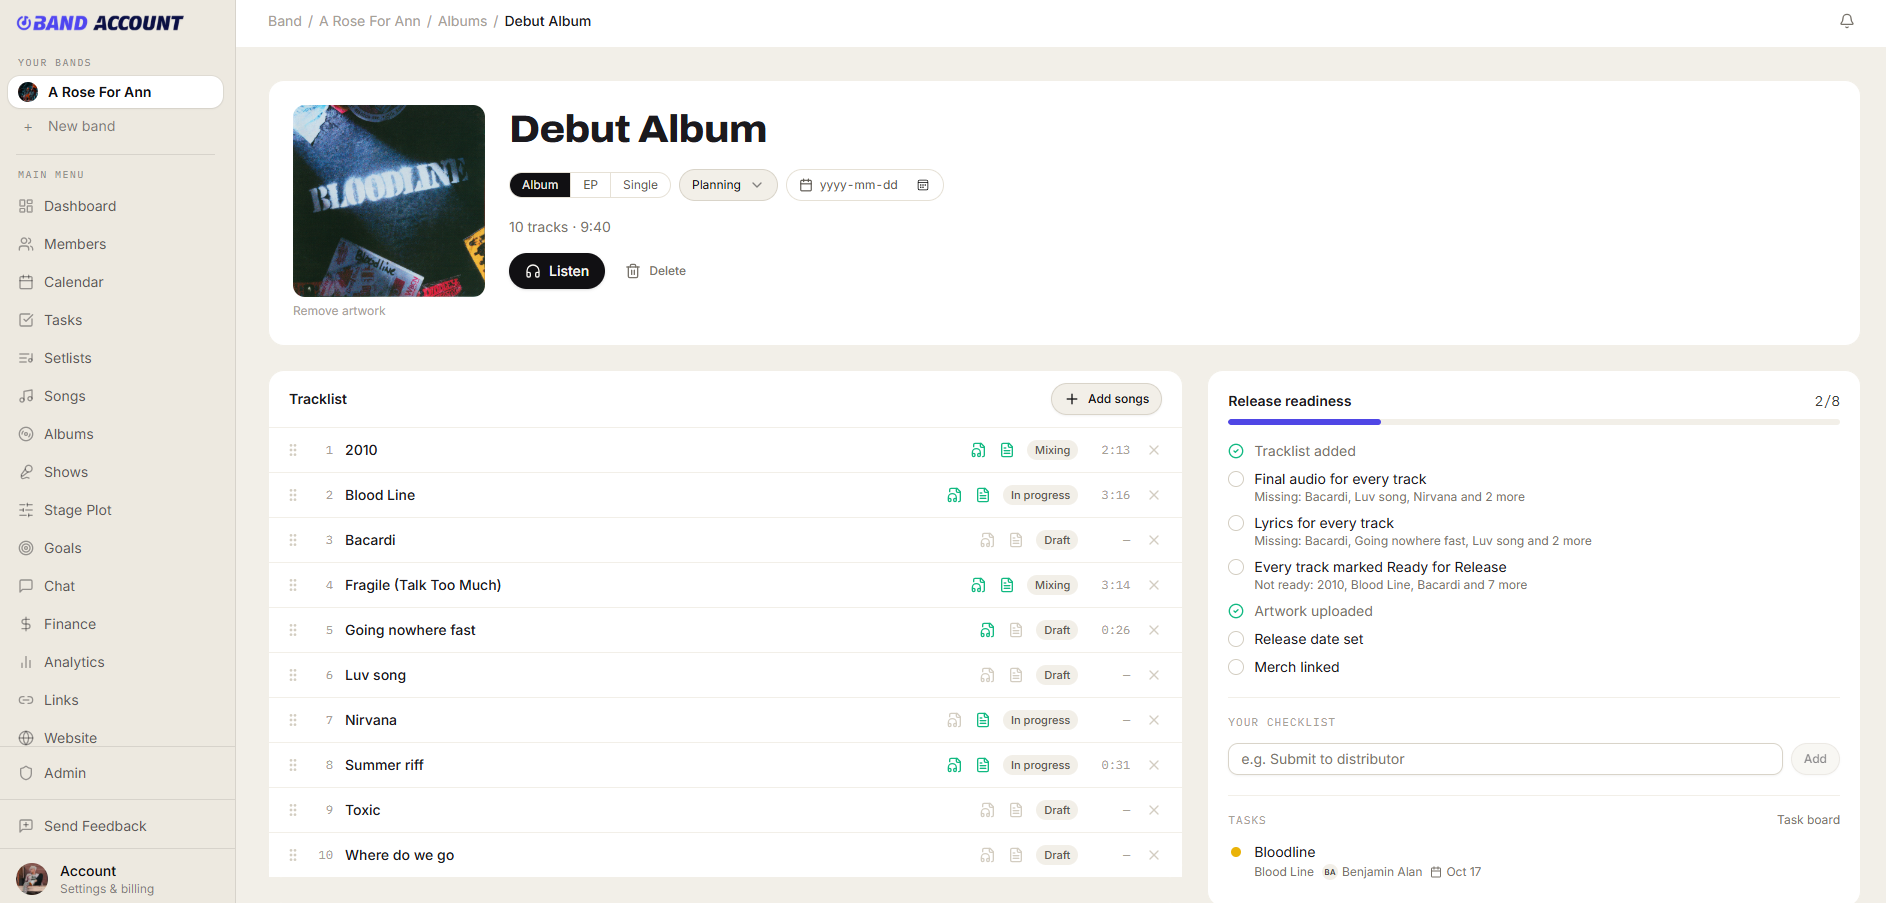 BAND ACCOUNT
Band / A Rose For Ann / Albums / Debut Album
YOUR BANDS
A Rose For Ann
+ New band
MAIN MENU
Dashboard
Members
Calendar
Tasks
Setlists
Songs
Albums
Shows
Stage Plot
Goals
Chat
Finance
Analytics
Links
Website
Admin
Send Feedback
Account
Settings & billing
BLOODLINE
Bloodline
Remove artwork
Debut Album
Album EP Single Planning yyyy-mm-dd
10 tracks · 9:40
Listen Delete
Tracklist + Add songs
1 2010 Mixing 2:13
2 Blood Line In progress 3:16
3 Bacardi Draft –
4 Fragile (Talk Too Much) Mixing 3:14
5 Going nowhere fast Draft 0:26
6 Luv song Draft –
7 Nirvana In progress –
8 Summer riff In progress 0:31
9 Toxic Draft –
10 Where do we go Draft –
Release readiness 2/8
Tracklist added
Final audio for every track
Missing: Bacardi, Luv song, Nirvana and 2 more
Lyrics for every track
Missing: Bacardi, Going nowhere fast, Luv song and 2 more
Every track marked Ready for Release
Not ready: 2010, Blood Line, Bacardi and 7 more
Artwork uploaded
Release date set
Merch linked
YOUR CHECKLIST
e.g. Submit to distributor Add
TASKS Task board
Bloodline
Blood Line BA Benjamin Alan Oct 17